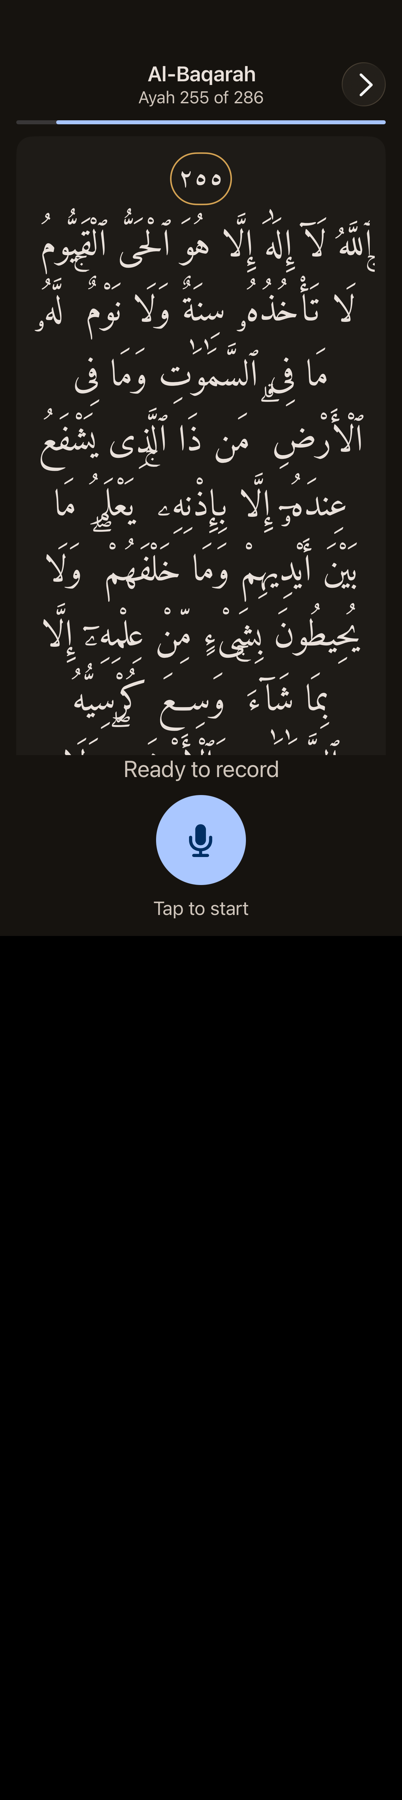 Al-Baqarah
Ayah 255 of 286
٢٥٥
ٱللَّهُ لَآ إِلَٰهَ إِلَّا هُوَ ٱلْحَىُّ ٱلْقَيُّومُ ۚ
لَا تَأْخُذُهُۥ سِنَةٌ وَلَا نَوْمٌ ۚ لَّهُۥ
مَا فِى ٱلسَّمَٰوَٰتِ وَمَا فِى
ٱلْأَرْضِ ۗ مَن ذَا ٱلَّذِى يَشْفَعُ
عِندَهُۥٓ إِلَّا بِإِذْنِهِۦ ۚ يَعْلَمُ مَا
بَيْنَ أَيْدِيهِمْ وَمَا خَلْفَهُمْ ۖ وَلَا
يُحِيطُونَ بِشَىْءٍ مِّنْ عِلْمِهِۦٓ إِلَّا
بِمَا شَآءَ ۚ وَسِعَ كُرْسِيُّهُ
Ready to record
Tap to start